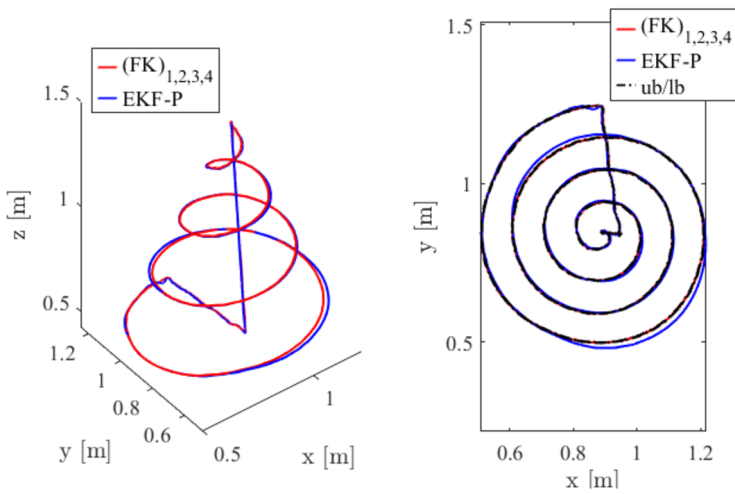 (FK)1,2,3,4
EKF-P
1.5
1
0.5
z [m]
1.2
1
0.8
0.6
y [m]
0.5
1
x [m]
(FK)1,2,3,4
EKF-P
ub/lb
1.5
1
0.5
y [m]
0.6
0.8
1
1.2
x [m]